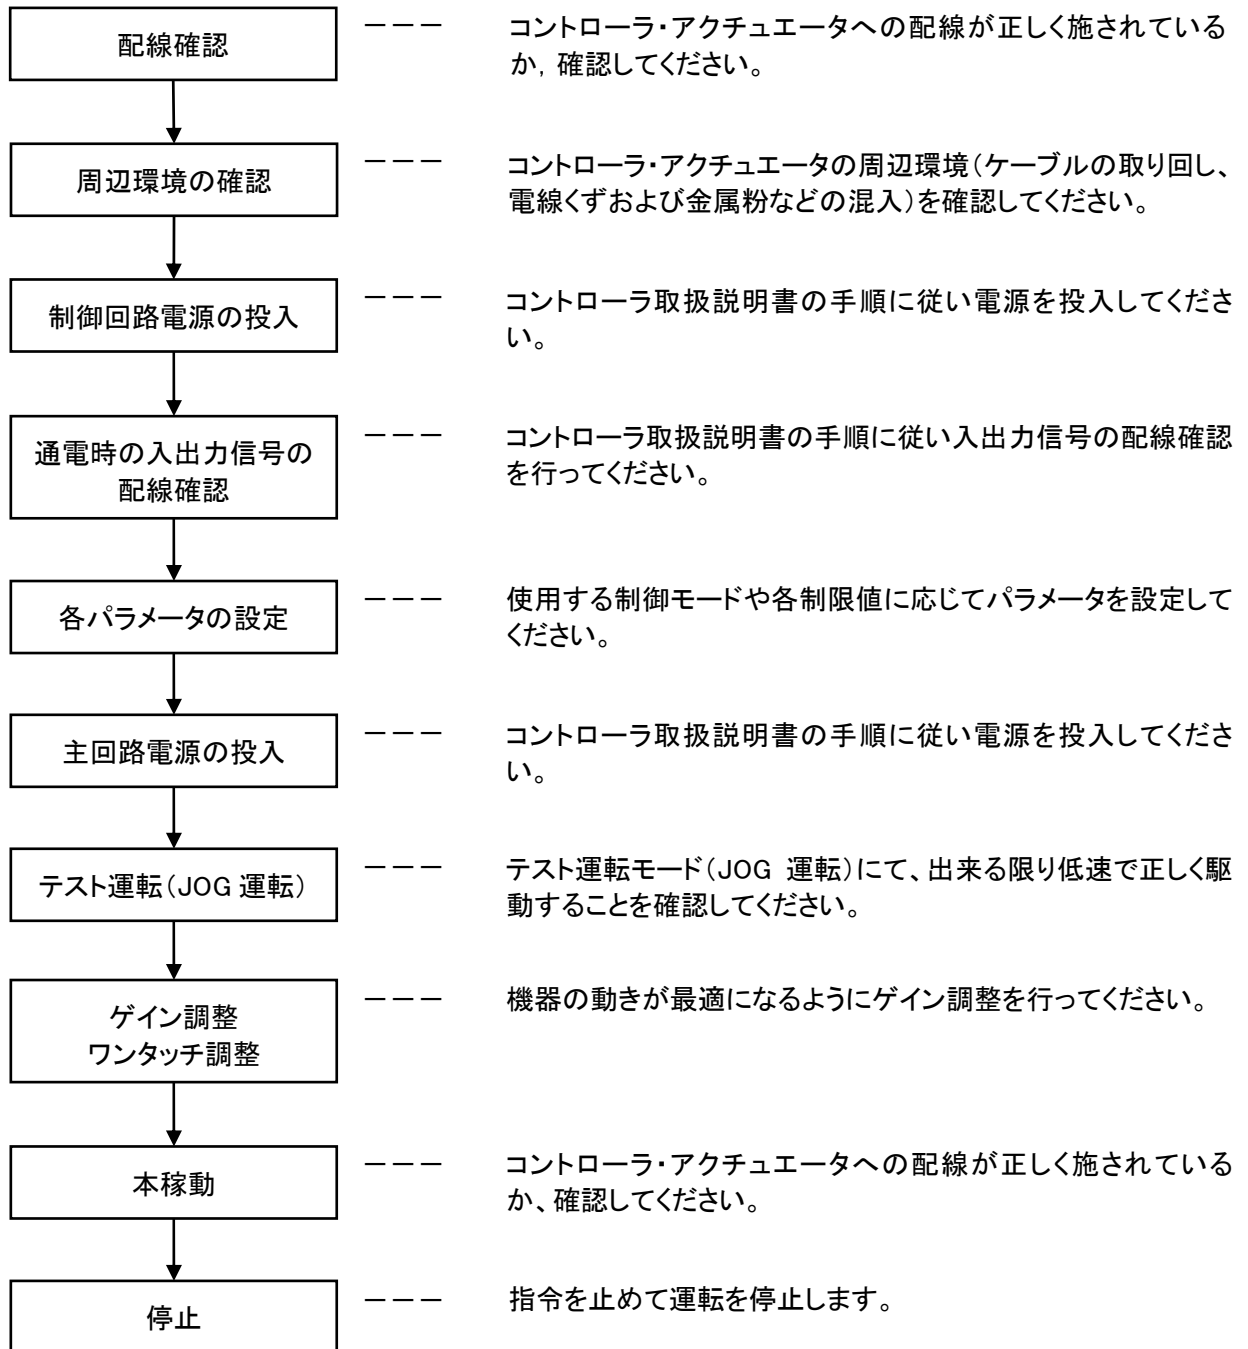 配線確認
――― コントローラ・アクチュエータへの配線が正しく施されている
か, 確認してください。
周辺環境の確認
――― コントローラ・アクチュエータの周辺環境（ケーブルの取り回し、
電線くずおよび金属粉などの混入）を確認してください。
制御回路電源の投入
――― コントローラ取扱説明書の手順に従い電源を投入してくださ
い。
通電時の入出力信号の
配線確認
――― コントローラ取扱説明書の手順に従い入出力信号の配線確認
を行ってください。
各パラメータの設定
――― 使用する制御モードや各制限値に応じてパラメータを設定して
ください。
主回路電源の投入
――― コントローラ取扱説明書の手順に従い電源を投入してくださ
い。
テスト運転（JOG 運転）
――― テスト運転モード（JOG 運転）にて、出来る限り低速で正しく駆
動することを確認してください。
ゲイン調整
ワンタッチ調整
――― 機器の動きが最適になるようにゲイン調整を行ってください。
本稼動
――― コントローラ・アクチュエータへの配線が正しく施されている
か、確認してください。
停止
――― 指令を止めて運転を停止します。